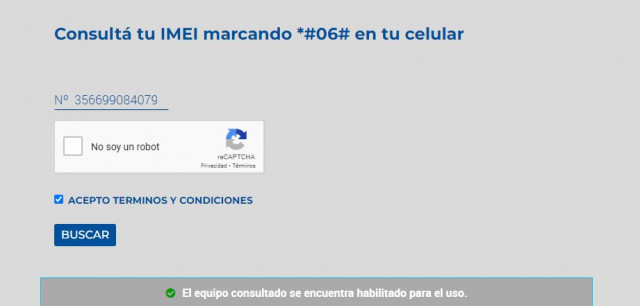 Consultá tu IMEI marcando *#06# en tu celular
Nº 356699084079
No soy un robot
reCAPTCHA
Privacidad - Términos
ACEPTO TERMINOS Y CONDICIONES
BUSCAR
El equipo consultado se encuentra habilitado para el uso.